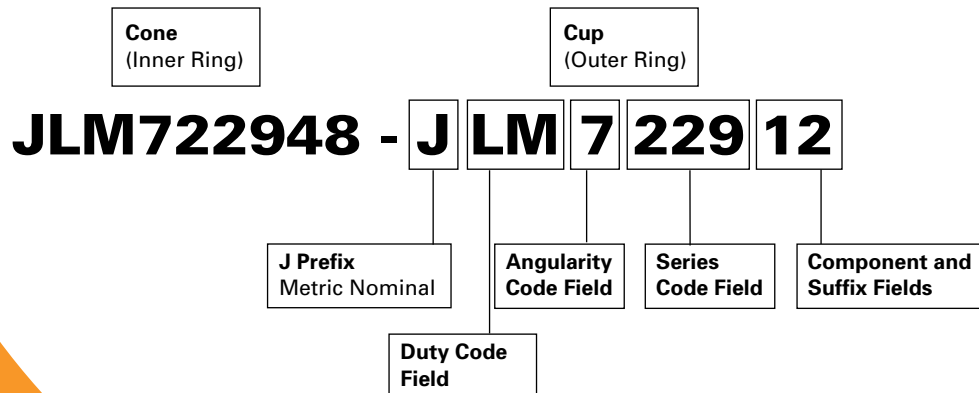 Cone
(Inner Ring)
Cup
(Outer Ring)
JLM722948 - J LM 7 229 12
J Prefix
Metric Nominal
Angularity
Code Field
Series
Code Field
Component and
Suffix Fields
Duty Code
Field